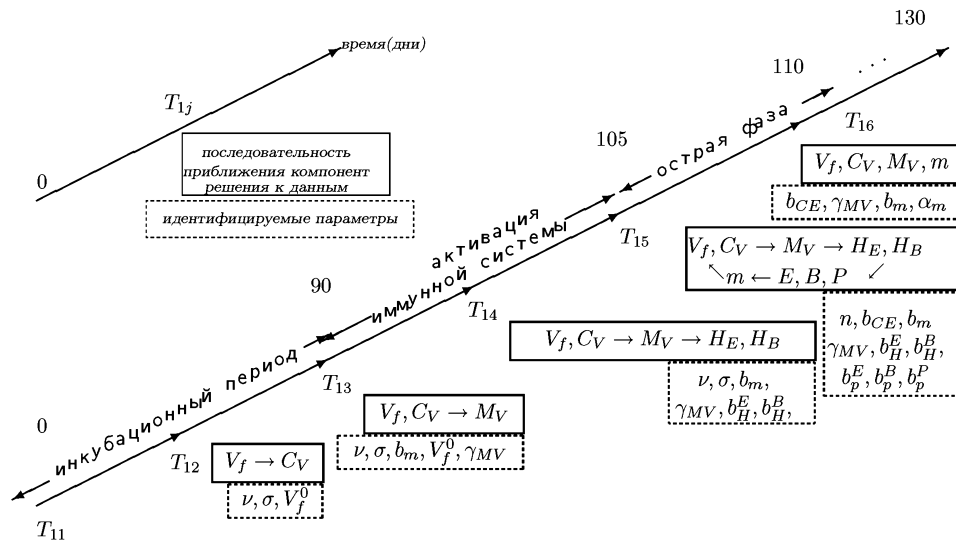 130
время(дни)
110
. . .
T_{1j}
T_{16}
острая фаза
105
последовательность
приближения компонент
решения к данным
V_f, C_V, M_V, m
0
b_{CE}, γ_{MV}, b_m, α_m
идентифицируемые параметры
активация
иммунной системы
T_{15}
V_f, C_V → M_V → H_E, H_B
↖ m ← E, B, P ↙
90
T_{14}
n, b_{CE}, b_m
γ_{MV}, b_H^E, b_H^B,
b_p^E, b_p^B, b_p^P
V_f, C_V → M_V → H_E, H_B
ν, σ, b_m,
γ_{MV}, b_H^E, b_H^B,
инкубационный период
T_{13}
V_f, C_V → M_V
ν, σ, b_m, V_f^0, γ_{MV}
0
T_{12}
V_f → C_V
ν, σ, V_f^0
T_{11}